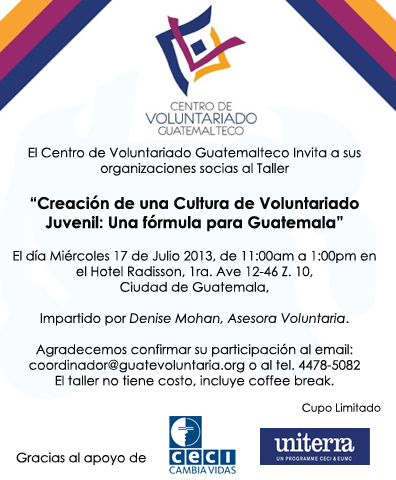 CENTRO DE
VOLUNTARIADO
GUATEMALTECO
El Centro de Voluntariado Guatemalteco Invita a sus
organizaciones socias al Taller
“Creación de una Cultura de Voluntariado
Juvenil: Una fórmula para Guatemala”
El día Miércoles 17 de Julio 2013, de 11:00am a 1:00pm en
el Hotel Radisson, 1ra. Ave 12-46 Z. 10,
Ciudad de Guatemala,
Impartido por Denise Mohan, Asesora Voluntaria.
Agradecemos confirmar su participación al email:
coordinador@guatevoluntaria.org o al tel. 4478-5082
El taller no tiene costo, incluye coffee break.
Cupo Limitado
Gracias al apoyo de
CECI
CAMBIA VIDAS
uniterra
UN PROGRAMME CECI & EUMC